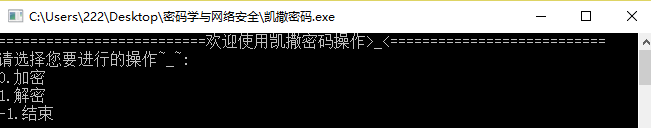 C:\Users\222\Desktop\密码学与网络安全\凯撒密码.exe
==========================欢迎使用凯撒密码操作>_<===========================
请选择您要进行的操作~_~:
0.加密
1.解密
-1.结束